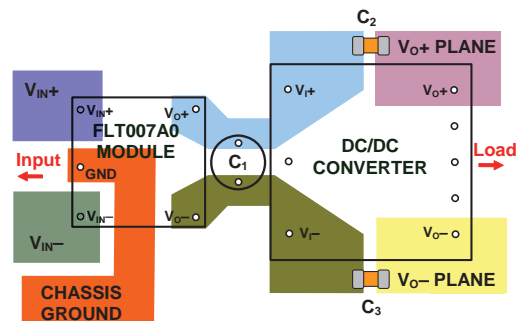 C2
VO+ PLANE
VIN+
VIN+
VO+
VI+
VO+
FLT007A0
MODULE
DC/DC
CONVERTER
C1
Input
Load
GND
VIN–
VO–
VI–
VO–
VIN–
VO– PLANE
CHASSIS
GROUND
C3